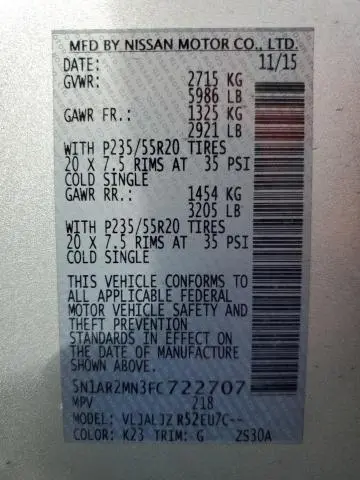 MFD BY NISSAN MOTOR CO., LTD.
DATE: 11/15
GVWR: 2715 KG
5986 LB
GAWR FR.: 1325 KG
2921 LB
WITH P235/55R20 TIRES
20 X 7.5 RIMS AT 35 PSI
COLD SINGLE
GAWR RR.: 1454 KG
3205 LB
WITH P235/55R20 TIRES
20 X 7.5 RIMS AT 35 PSI
COLD SINGLE
THIS VEHICLE CONFORMS TO
ALL APPLICABLE FEDERAL
MOTOR VEHICLE SAFETY AND
THEFT PREVENTION
STANDARDS IN EFFECT ON
THE DATE OF MANUFACTURE
SHOWN ABOVE.
5N1AR2MN3FC722707
MPV 218
MODEL: VLJALJZ R52EU7C--
COLOR: K23 TRIM: G ZS30A